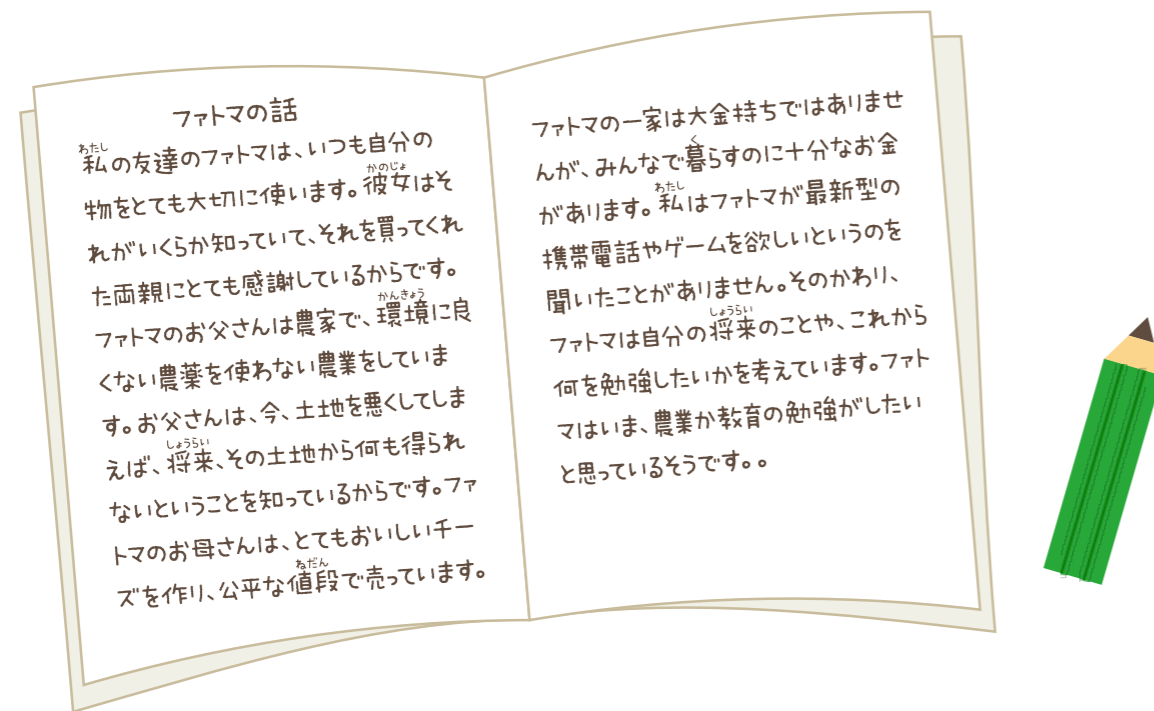 ファトマの話
私の友達のファトマは、いつも自分の
物をとても大切に使います。彼女はそ
れがいくらか知っていて、それを買ってくれ
た両親にとても感謝しているからです。
ファトマのお父さんは農家で、環境に良
くない農薬を使わない農業をしていま
す。お父さんは、今、土地を悪くしてしま
えば、将来、その土地から何も得られ
ないということを知っているからです。ファ
トマのお母さんは、とてもおいしいチー
ズを作り、公平な値段で売っています。
ファトマの一家は大金持ちではありませ
んが、みんなで暮らすのに十分なお金
があります。私はファトマが最新型の
携帯電話やゲームを欲しいというのを
聞いたことがありません。そのかわり、
ファトマは自分の将来のことや、これから
何を勉強したいかを考えています。ファト
マはいま、農業か教育の勉強がしたい
と思っているそうです。。